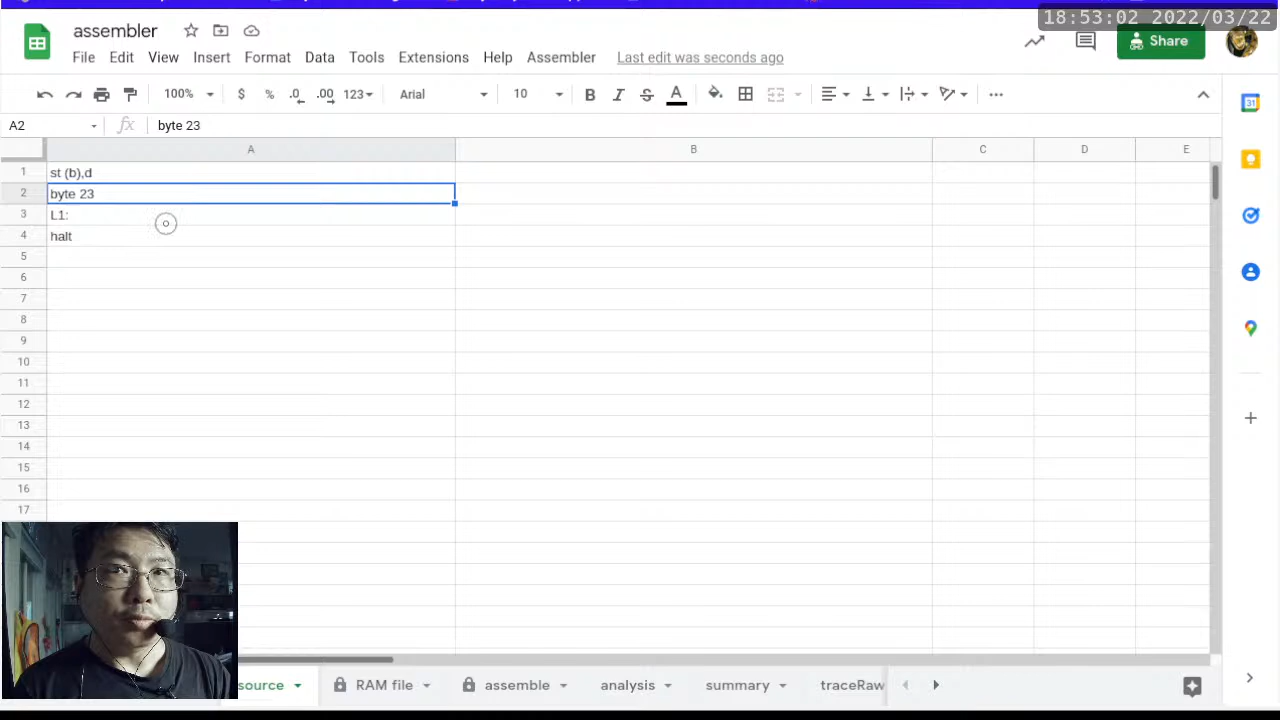 18:53:02 2022/03/22
assembler
Share
File Edit View Insert Format Data Tools Extensions Help Assembler Last edit was seconds ago
100% $ % .0 .00 123 Arial 10 B I S A
A2 fx byte 23
A B C D E
1 st (b),d
2 byte 23
3 L1:
4 halt
5
6
7
8
9
10
11
12
13
14
15
16
17
source RAM file assemble analysis summary traceRaw